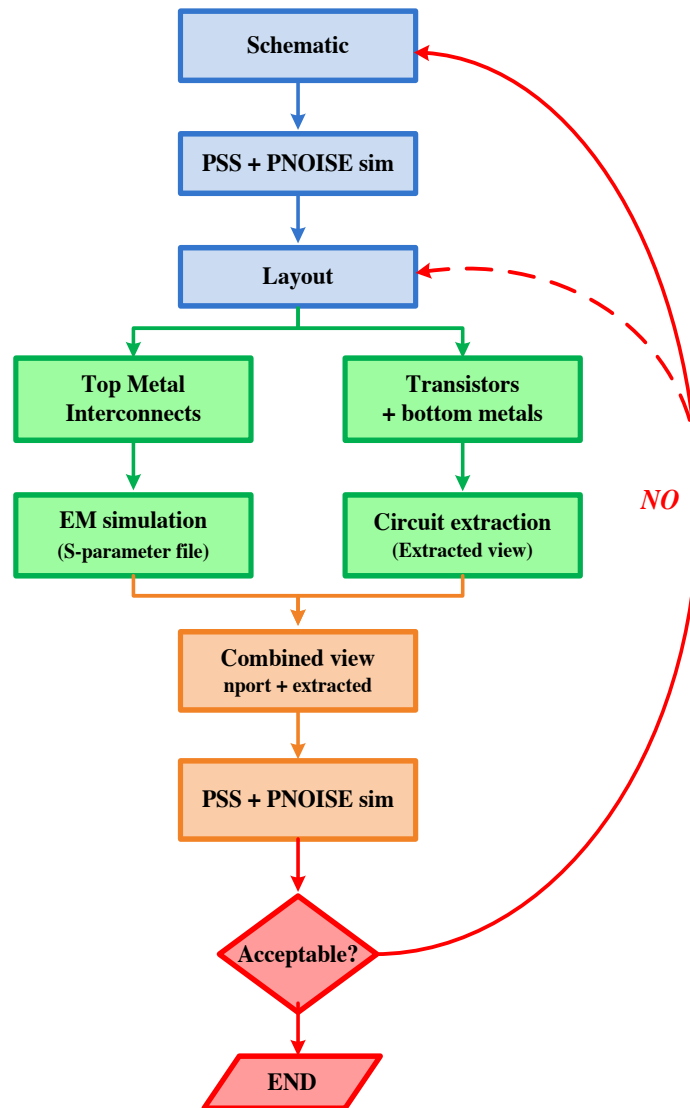 Schematic
PSS + PNOISE sim
Layout
Top Metal
Interconnects
Transistors
+ bottom metals
EM simulation
(S-parameter file)
Circuit extraction
(Extracted view)
NO
Combined view
nport + extracted
PSS + PNOISE sim
Acceptable?
END